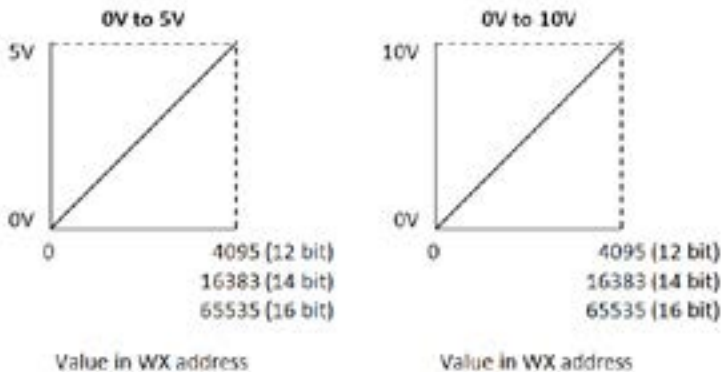 0V to 5V
5V
0V
0
4095 (12 bit)
16383 (14 bit)
65535 (16 bit)
Value in WX address
0V to 10V
10V
0V
0
4095 (12 bit)
16383 (14 bit)
65535 (16 bit)
Value in WX address